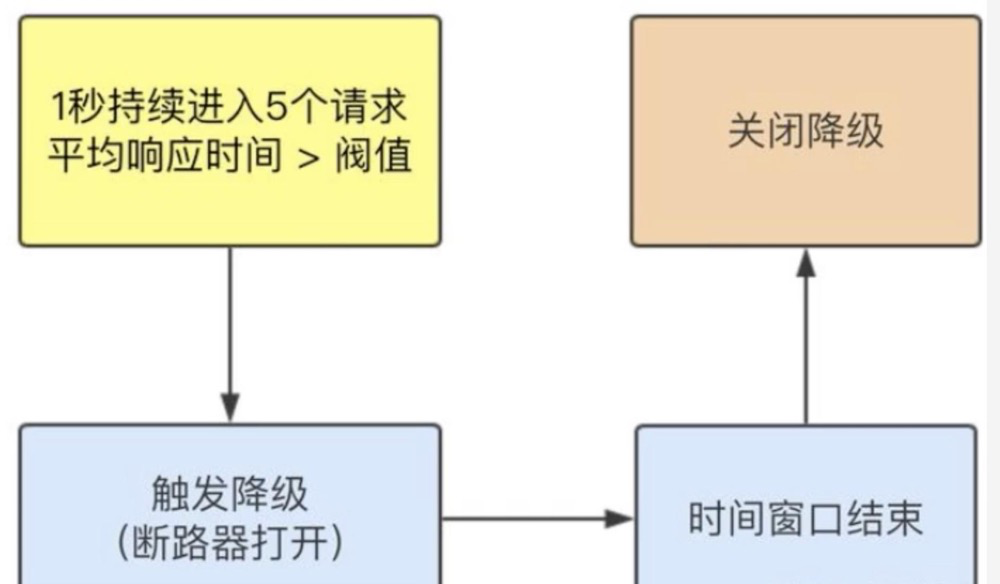 1秒持续进入5个请求
平均响应时间 > 阀值
关闭降级
触发降级
(断路器打开)
时间窗口结束